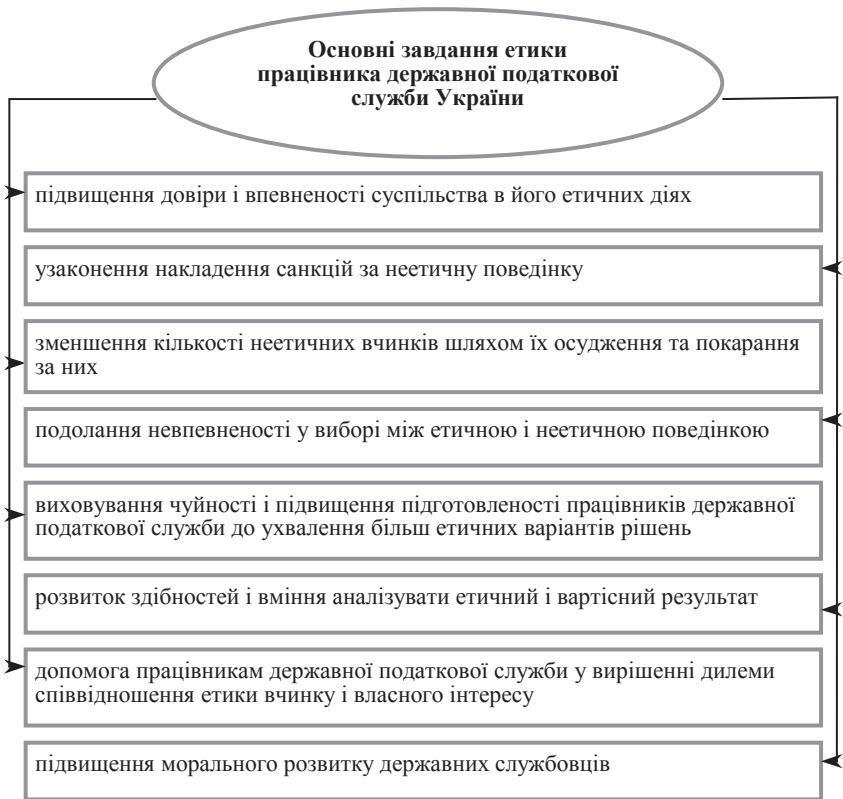 Основні завдання етики
працівника державної податкової
служби України
підвищення довіри і впевненості суспільства в його етичних діях
узаконення накладення санкцій за неетичну поведінку
зменшення кількості неетичних вчинків шляхом їх осудження та покарання
за них
подолання невпевненості у виборі між етичною і неетичною поведінкою
виховування чуйності і підвищення підготовленості працівників державної
податкової служби до ухвалення більш етичних варіантів рішень
розвиток здібностей і вміння аналізувати етичний і вартісний результат
допомога працівникам державної податкової служби у вирішенні дилеми
співвідношення етики вчинку і власного інтересу
підвищення морального розвитку державних службовців